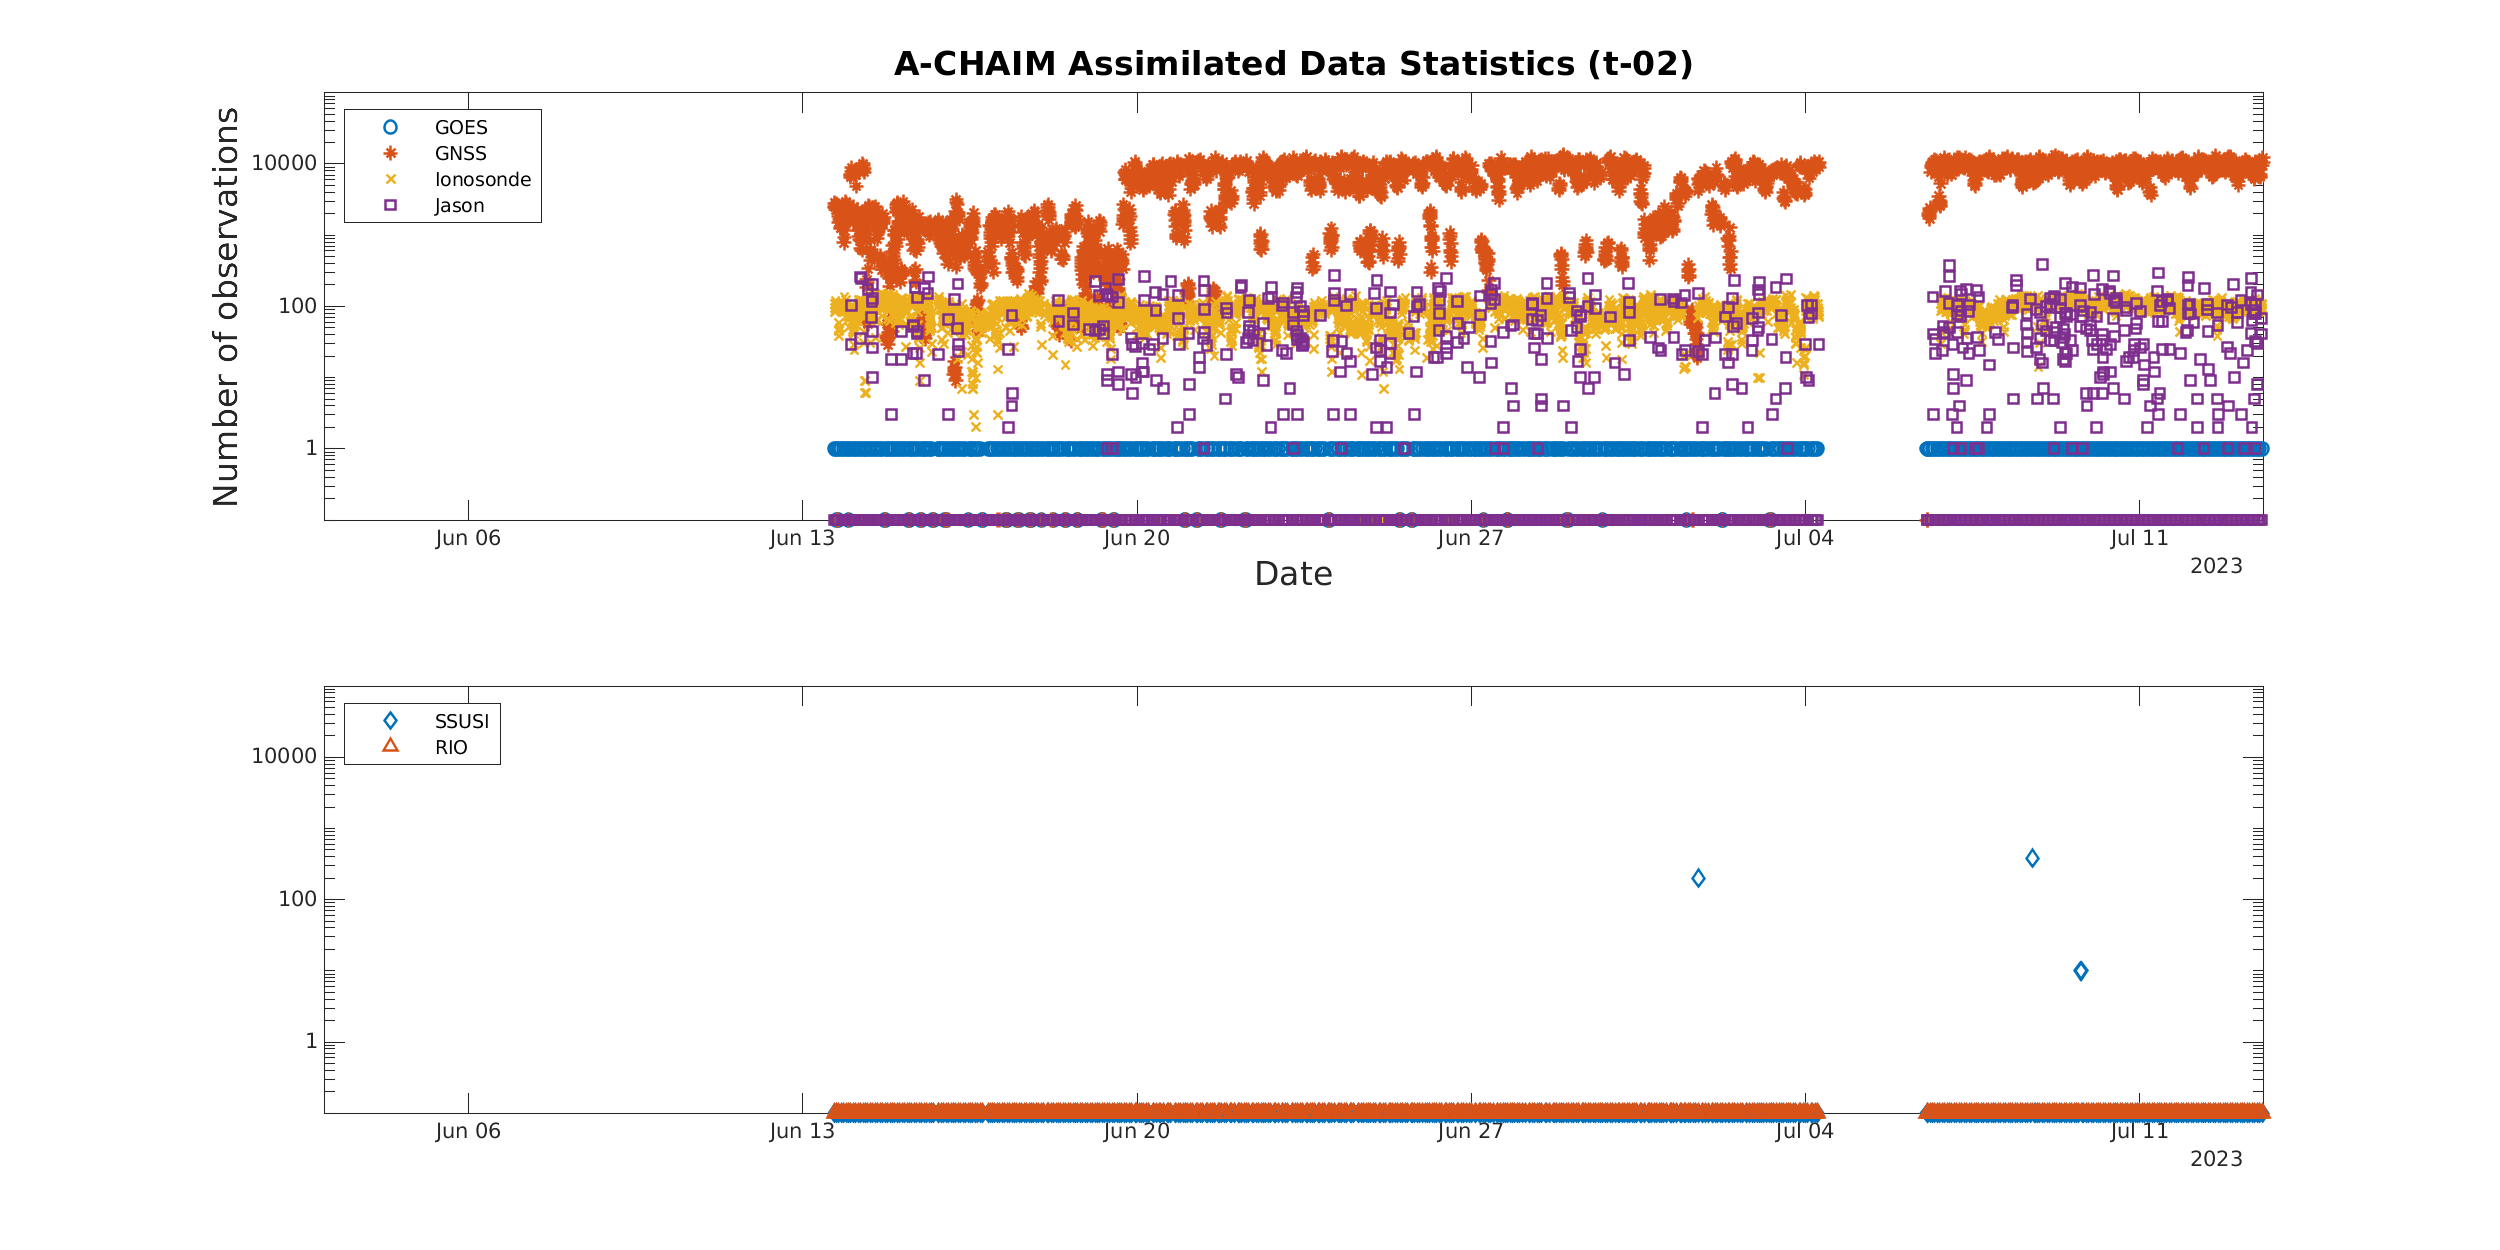 A-CHAIM Assimilated Data Statistics (t-02)
GOES
GNSS
Ionosonde
Jason
10000
100
1
Number of observations
Jun 06
Jun 13
Jun 20
Jun 27
Jul 04
Jul 11
2023
Date
SSUSI
RIO
10000
100
1
Jun 06
Jun 13
Jun 20
Jun 27
Jul 04
Jul 11
2023